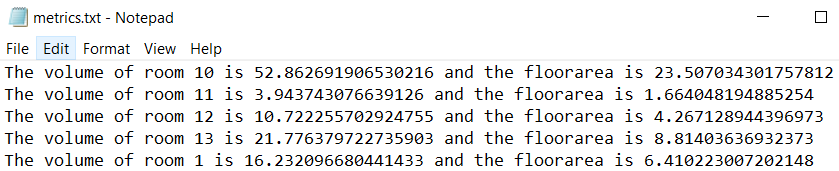 metrics.txt - Notepad
File Edit Format View Help
The volume of room 10 is 52.862691906530216 and the floorarea is 23.507034301757812
The volume of room 11 is 3.943743076639126 and the floorarea is 1.664048194885254
The volume of room 12 is 10.722255702924755 and the floorarea is 4.267128944396973
The volume of room 13 is 21.776379722735903 and the floorarea is 8.81403636932373
The volume of room 1 is 16.232096680441433 and the floorarea is 6.410223007202148